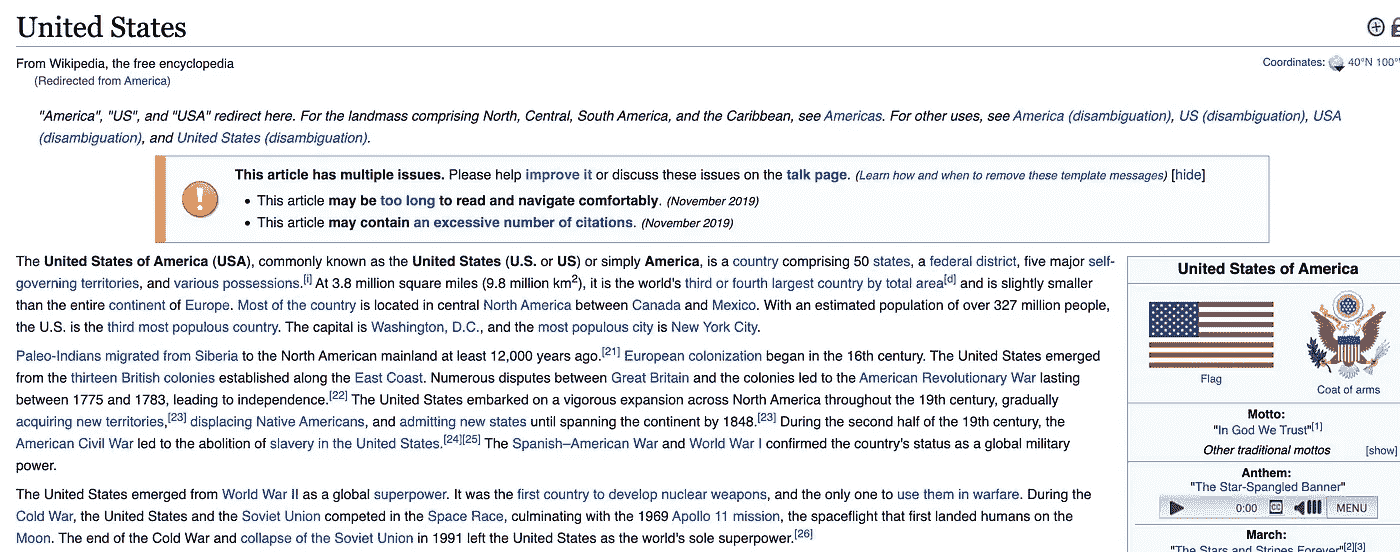 United States
From Wikipedia, the free encyclopedia
(Redirected from America)
Coordinates: 40°N 100°
"America", "US", and "USA" redirect here. For the landmass comprising North, Central, South America, and the Caribbean, see Americas. For other uses, see America (disambiguation), US (disambiguation), USA
(disambiguation), and United States (disambiguation).
This article has multiple issues. Please help improve it or discuss these issues on the talk page. (Learn how and when to remove these template messages) [hide]
• This article may be too long to read and navigate comfortably. (November 2019)
• This article may contain an excessive number of citations. (November 2019)
The United States of America (USA), commonly known as the United States (U.S. or US) or simply America, is a country comprising 50 states, a federal district, five major self-
governing territories, and various possessions.[i] At 3.8 million square miles (9.8 million km2), it is the world's third or fourth largest country by total area[d] and is slightly smaller
than the entire continent of Europe. Most of the country is located in central North America between Canada and Mexico. With an estimated population of over 327 million people,
the U.S. is the third most populous country. The capital is Washington, D.C., and the most populous city is New York City.
Paleo-Indians migrated from Siberia to the North American mainland at least 12,000 years ago.[21] European colonization began in the 16th century. The United States emerged
from the thirteen British colonies established along the East Coast. Numerous disputes between Great Britain and the colonies led to the American Revolutionary War lasting
between 1775 and 1783, leading to independence.[22] The United States embarked on a vigorous expansion across North America throughout the 19th century, gradually
acquiring new territories,[23] displacing Native Americans, and admitting new states until spanning the continent by 1848.[23] During the second half of the 19th century, the
American Civil War led to the abolition of slavery in the United States.[24][25] The Spanish–American War and World War I confirmed the country's status as a global military
power.
The United States emerged from World War II as a global superpower. It was the first country to develop nuclear weapons, and the only one to use them in warfare. During the
Cold War, the United States and the Soviet Union competed in the Space Race, culminating with the 1969 Apollo 11 mission, the spaceflight that first landed humans on the
Moon. The end of the Cold War and collapse of the Soviet Union in 1991 left the United States as the world's sole superpower.[26]
United States of America
Flag
Coat of arms
Motto:
"In God We Trust"[1]
Other traditional mottos [show]
Anthem:
"The Star-Spangled Banner"
0:00 CC MENU
March:
"The Stars and Stripes Forever"[2][3]